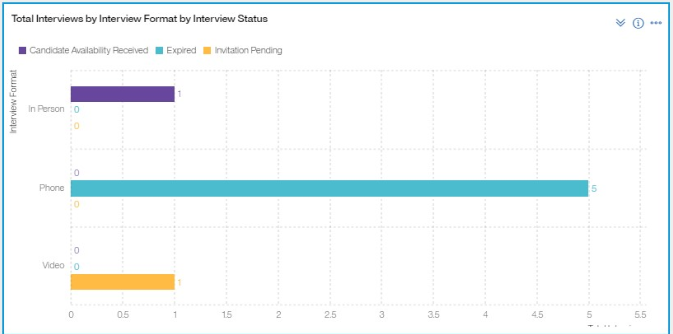 Total Interviews by Interview Format by Interview Status
Candidate Availability Received Expired Invitation Pending
Interview Format
In Person
1
0
0
Phone
0
5
0
Video
0
0
1
0 0.5 1 1.5 2 2.5 3 3.5 4 4.5 5 5.5